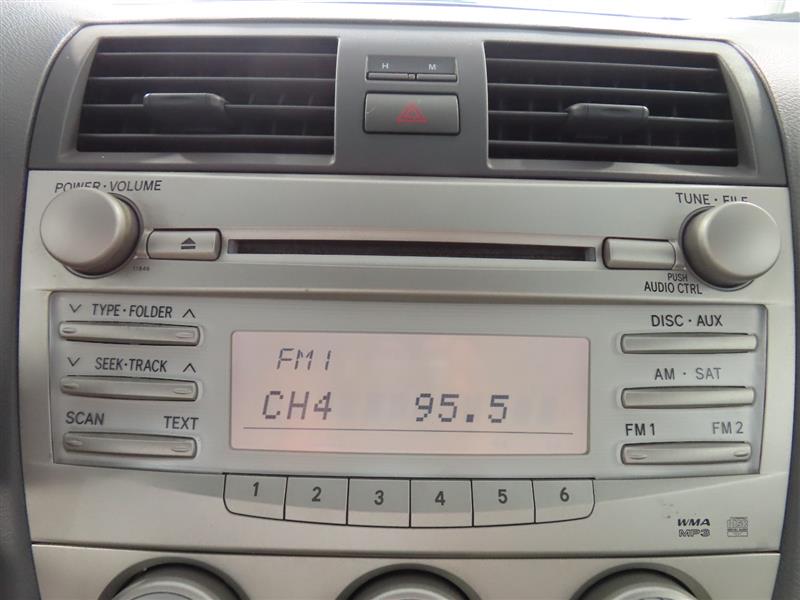 H M
POWER · VOLUME
TUNE · FILE
11849
PUSH
AUDIO CTRL
TYPE · FOLDER
SEEK · TRACK
SCAN TEXT
FM1
CH4 95.5
DISC · AUX
AM · SAT
FM1 FM2
1 2 3 4 5 6
WMA
MP3